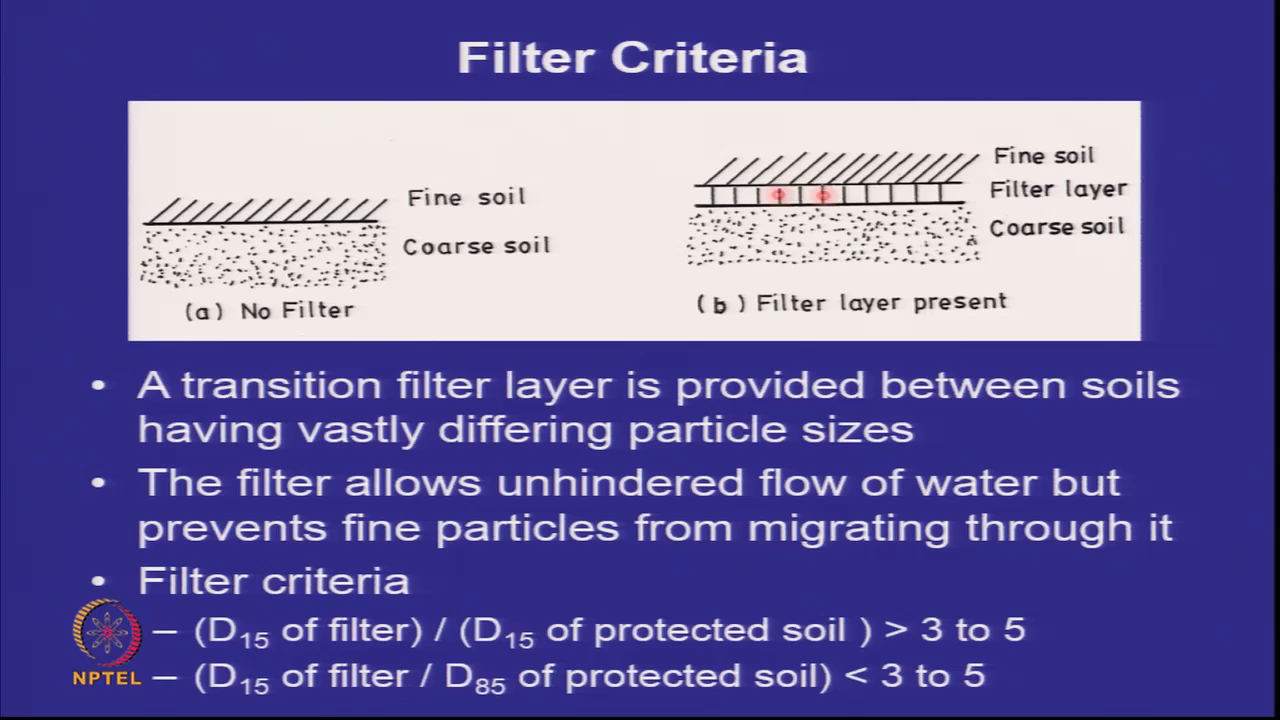 Filter Criteria
Fine soil
Coarse soil
(a) No Filter
Fine soil
Filter layer
Coarse soil
(b) Filter layer present
• A transition filter layer is provided between soils
having vastly differing particle sizes
• The filter allows unhindered flow of water but
prevents fine particles from migrating through it
• Filter criteria
– (D15 of filter) / (D15 of protected soil ) > 3 to 5
– (D15 of filter / D85 of protected soil) < 3 to 5
NPTEL